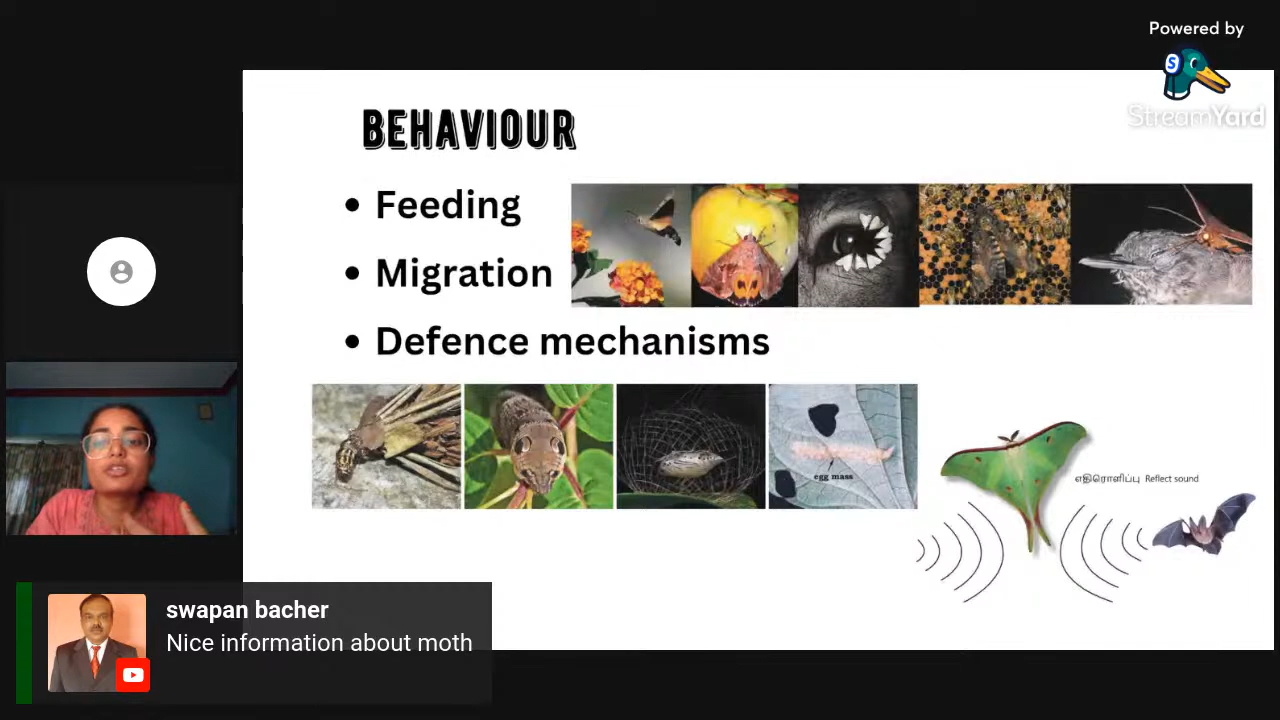 Powered by
StreamYard
BEHAVIOUR
• Feeding
• Migration
• Defence mechanisms
egg mass
எதிரொளிப்பு Reflect sound
swapan bacher
Nice information about moth